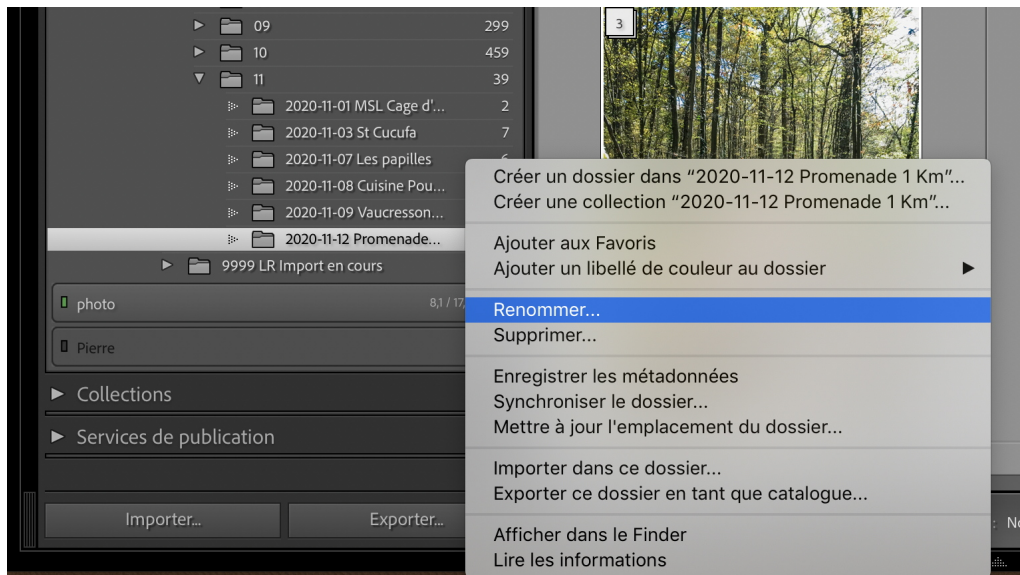 09 299
3
10 459
11 39
2020-11-01 MSL Cage d'... 2
2020-11-03 St Cucufa 7
2020-11-07 Les papilles 6
2020-11-08 Cuisine Pou...
2020-11-09 Vaucresson...
2020-11-12 Promenade...
9999 LR Import en cours
photo 8,1 / 17,
Pierre
Collections
Services de publication
Importer...
Exporter...
Créer un dossier dans “2020-11-12 Promenade 1 Km”...
Créer une collection “2020-11-12 Promenade 1 Km”...
Ajouter aux Favoris
Ajouter un libellé de couleur au dossier
Renommer...
Supprimer...
Enregistrer les métadonnées
Synchroniser le dossier...
Mettre à jour l'emplacement du dossier...
Importer dans ce dossier...
Exporter ce dossier en tant que catalogue...
Afficher dans le Finder
Lire les informations
: No